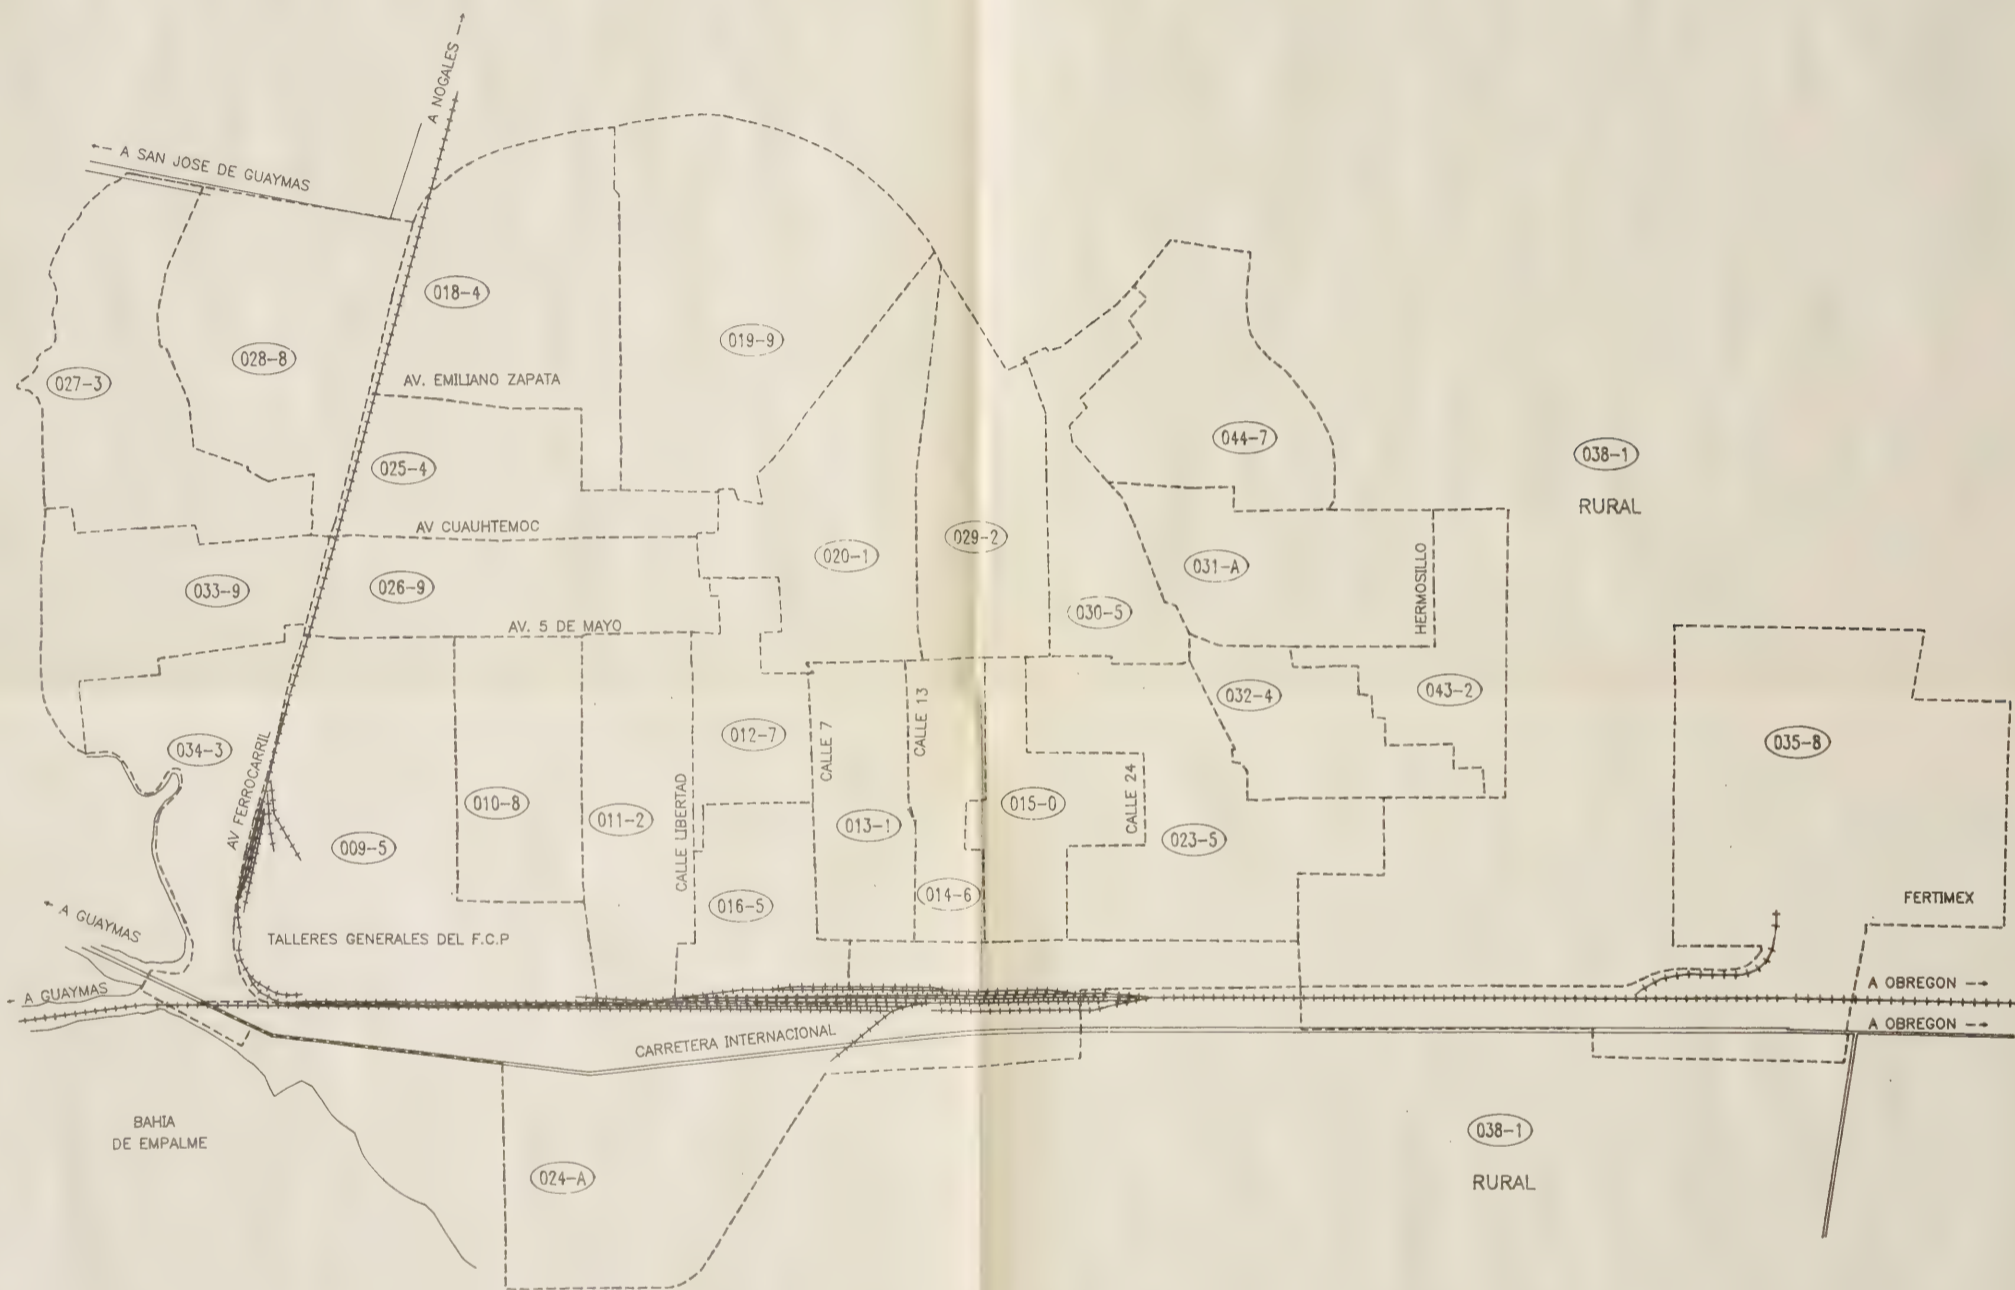 A NOGALES →
← A SAN JOSE DE GUAYMAS
018-4
019-9
028-8
027-3
AV. EMILIANO ZAPATA
044-7
038-1
RURAL
025-4
AV CUAUHTEMOC
029-2
020-1
031-A
HERMOSILLO
033-9
026-9
030-5
AV. 5 DE MAYO
032-4
043-2
034-3
012-7
CALLE 7
CALLE 13
035-8
AV FERROCARRIL
010-8
011-2
CALLE LIBERTAD
013-1
015-0
CALLE 24
023-5
009-5
014-6
016-5
FERTIMEX
← A GUAYMAS
TALLERES GENERALES DEL F.C.P
← A GUAYMAS
A OBREGON →
A OBREGON →
CARRETERA INTERNACIONAL
BAHIA
DE EMPALME
038-1
RURAL
024-A